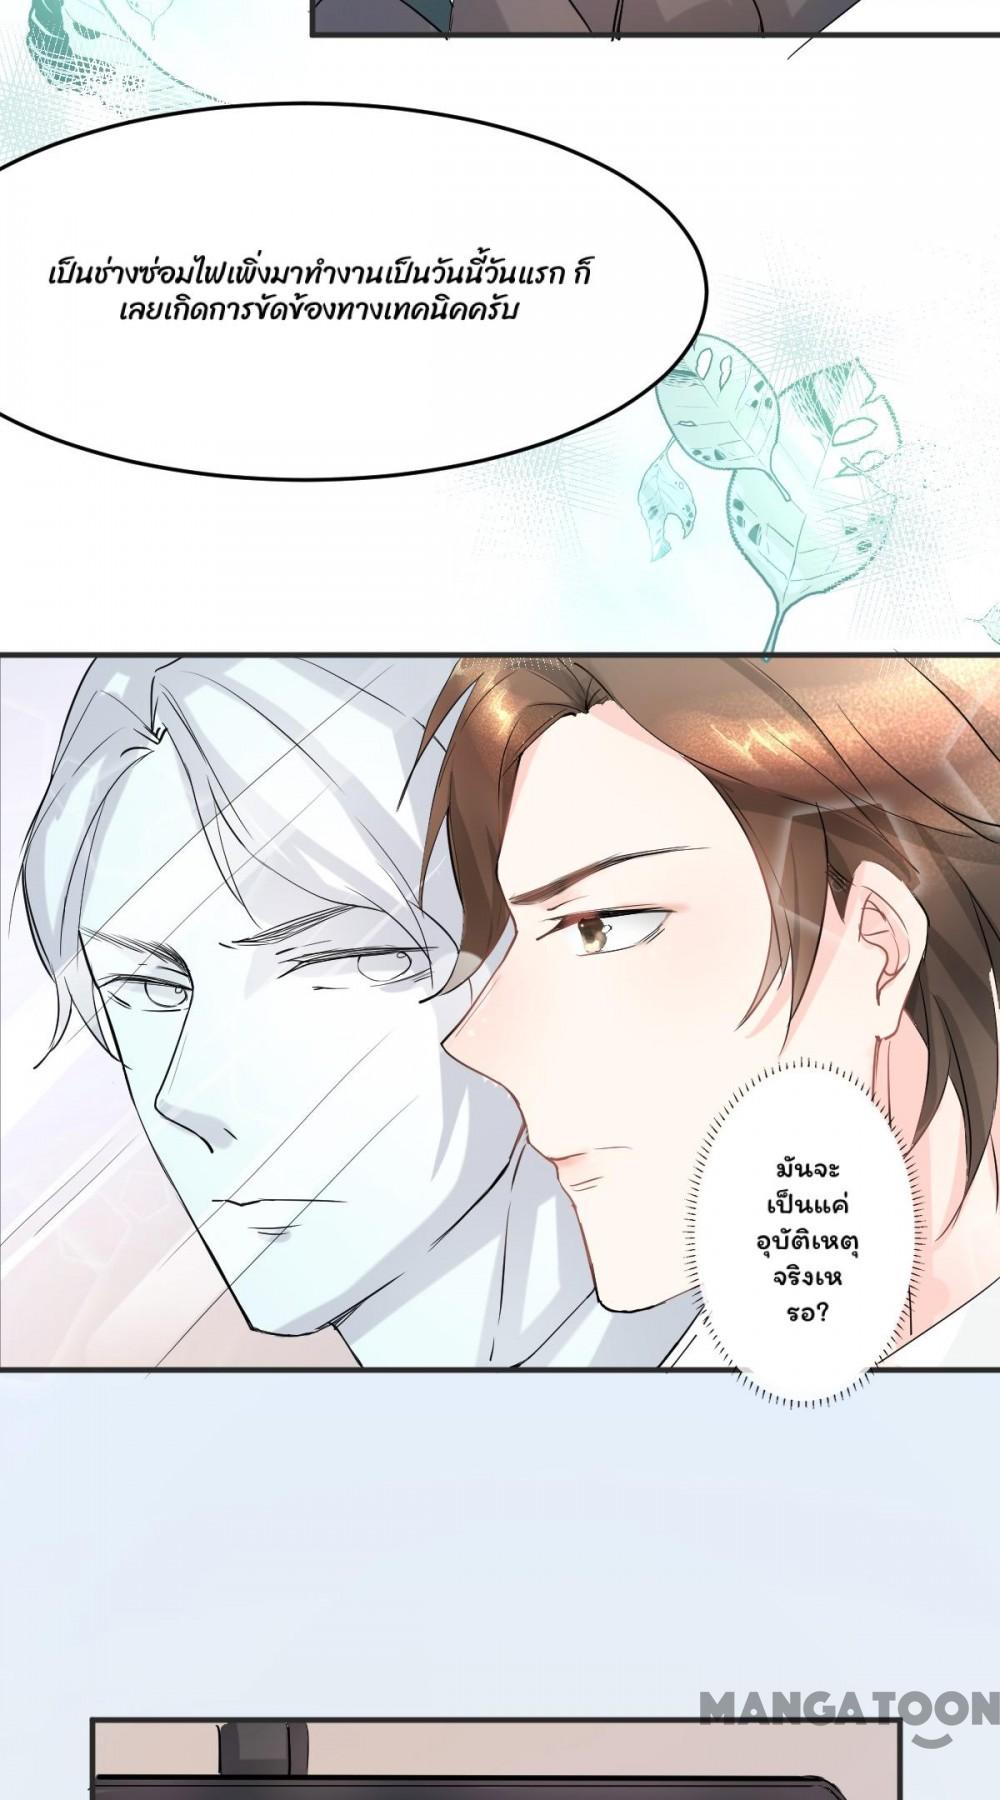 เป็นช่างซ่อมไฟเพิ่งมาทำงานเป็นวันนี้วันแรก ก็
เลยเกิดการขัดข้องทางเทคนิคครับ
มันจะ
เป็นแค่
อุบัติเหตุ
จริงเห
รอ?
MANGATOON